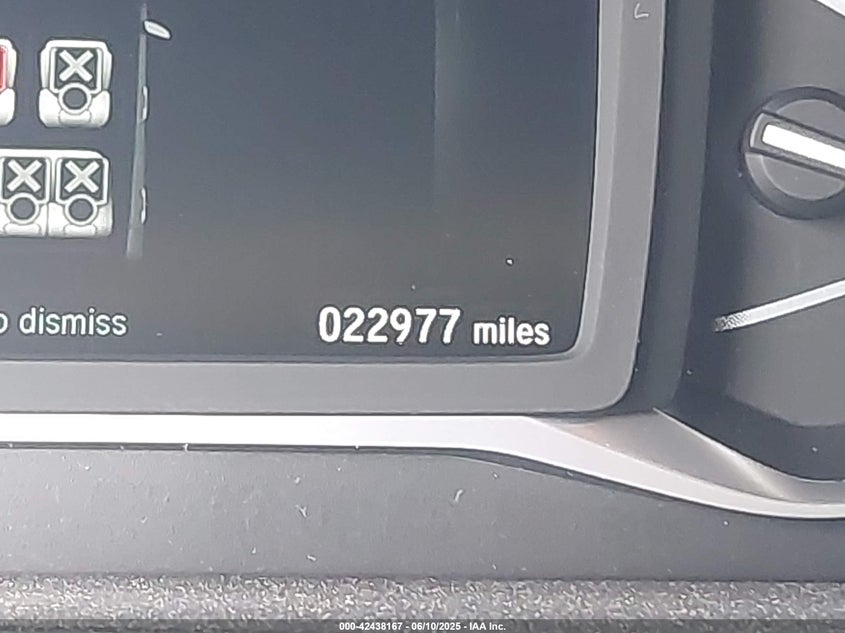 o dismiss 022977 miles
000-42438167 - 06/10/2025 - IAA Inc.